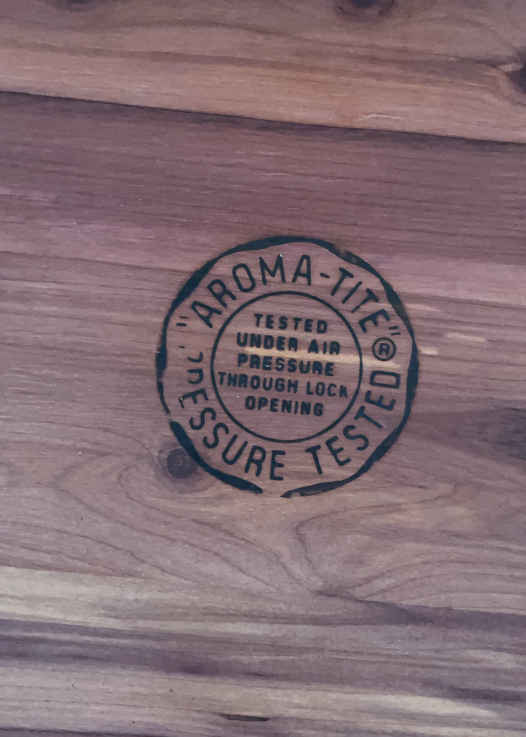 "AROMA-TITE"®
TESTED
UNDER AIR
PRESSURE
THROUGH LOCK
OPENING
PRESSURE TESTED